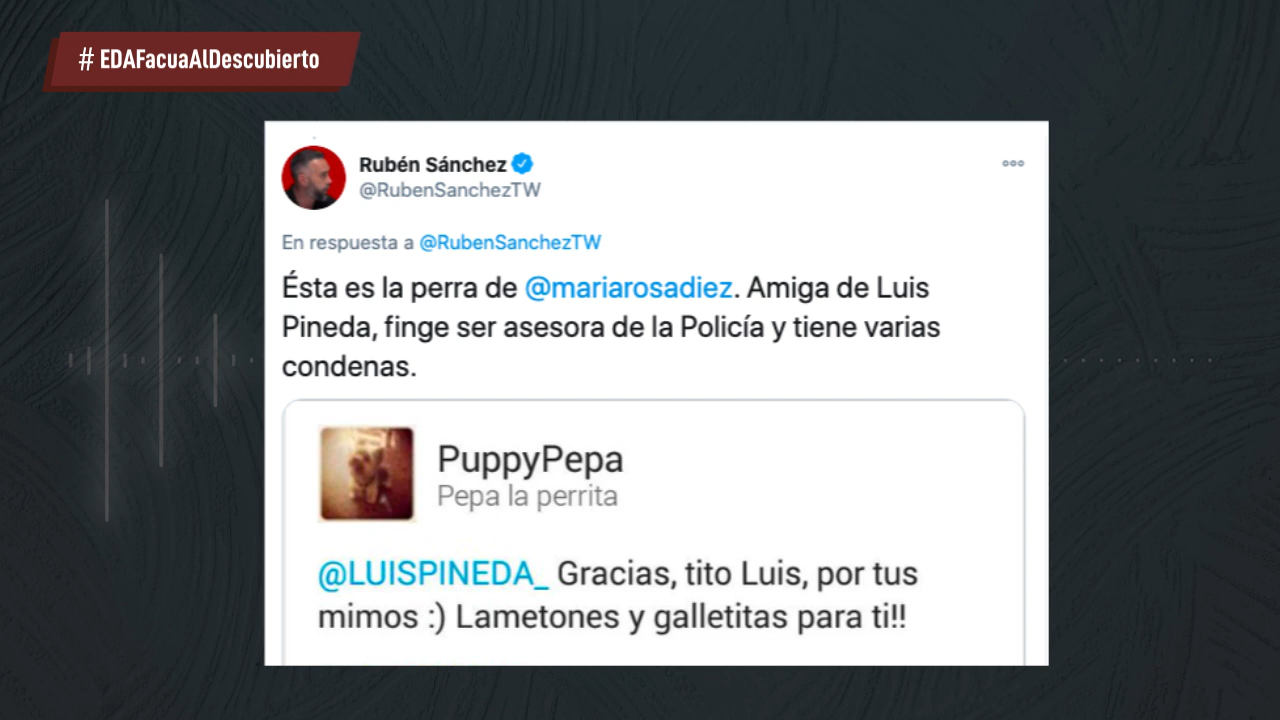 # EDAFacuaAlDescubierto
Rubén Sánchez
@RubenSanchezTW
En respuesta a @RubenSanchezTW
Ésta es la perra de @mariarosadiez. Amiga de Luis
Pineda, finge ser asesora de la Policía y tiene varias
condenas.
PuppyPepa
Pepa la perrita
@LUISPINEDA_ Gracias, tito Luis, por tus
mimos :) Lametones y galletitas para ti!!